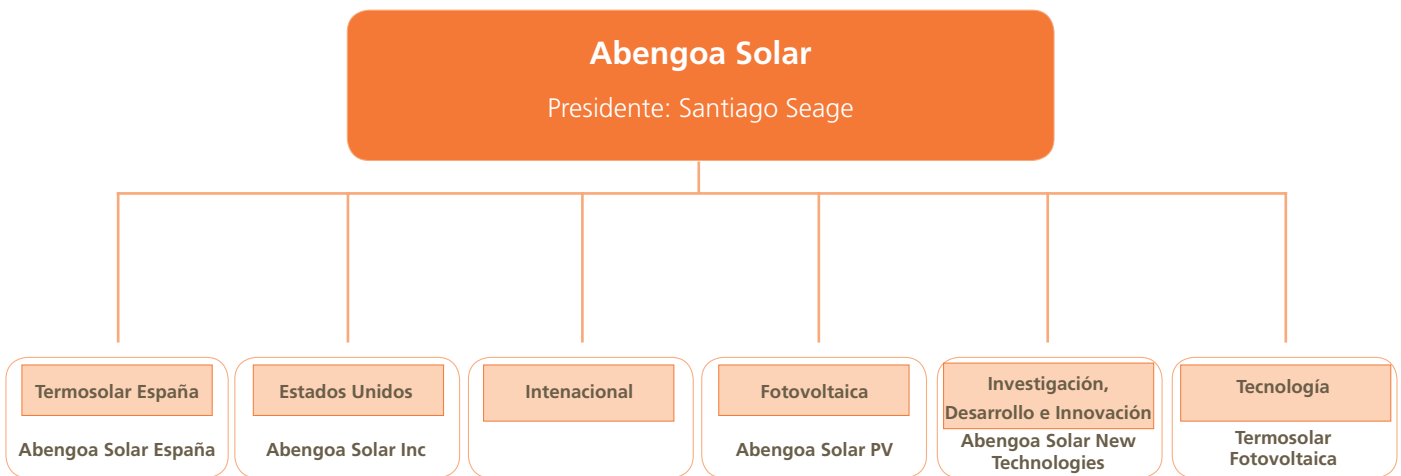 Abengoa Solar
Presidente: Santiago Seage
Termosolar España
Abengoa Solar España
Estados Unidos
Abengoa Solar Inc
Intenacional
Fotovoltaica
Abengoa Solar PV
Investigación,
Desarrollo e Innovación
Abengoa Solar New
Technologies
Tecnología
Termosolar
Fotovoltaica